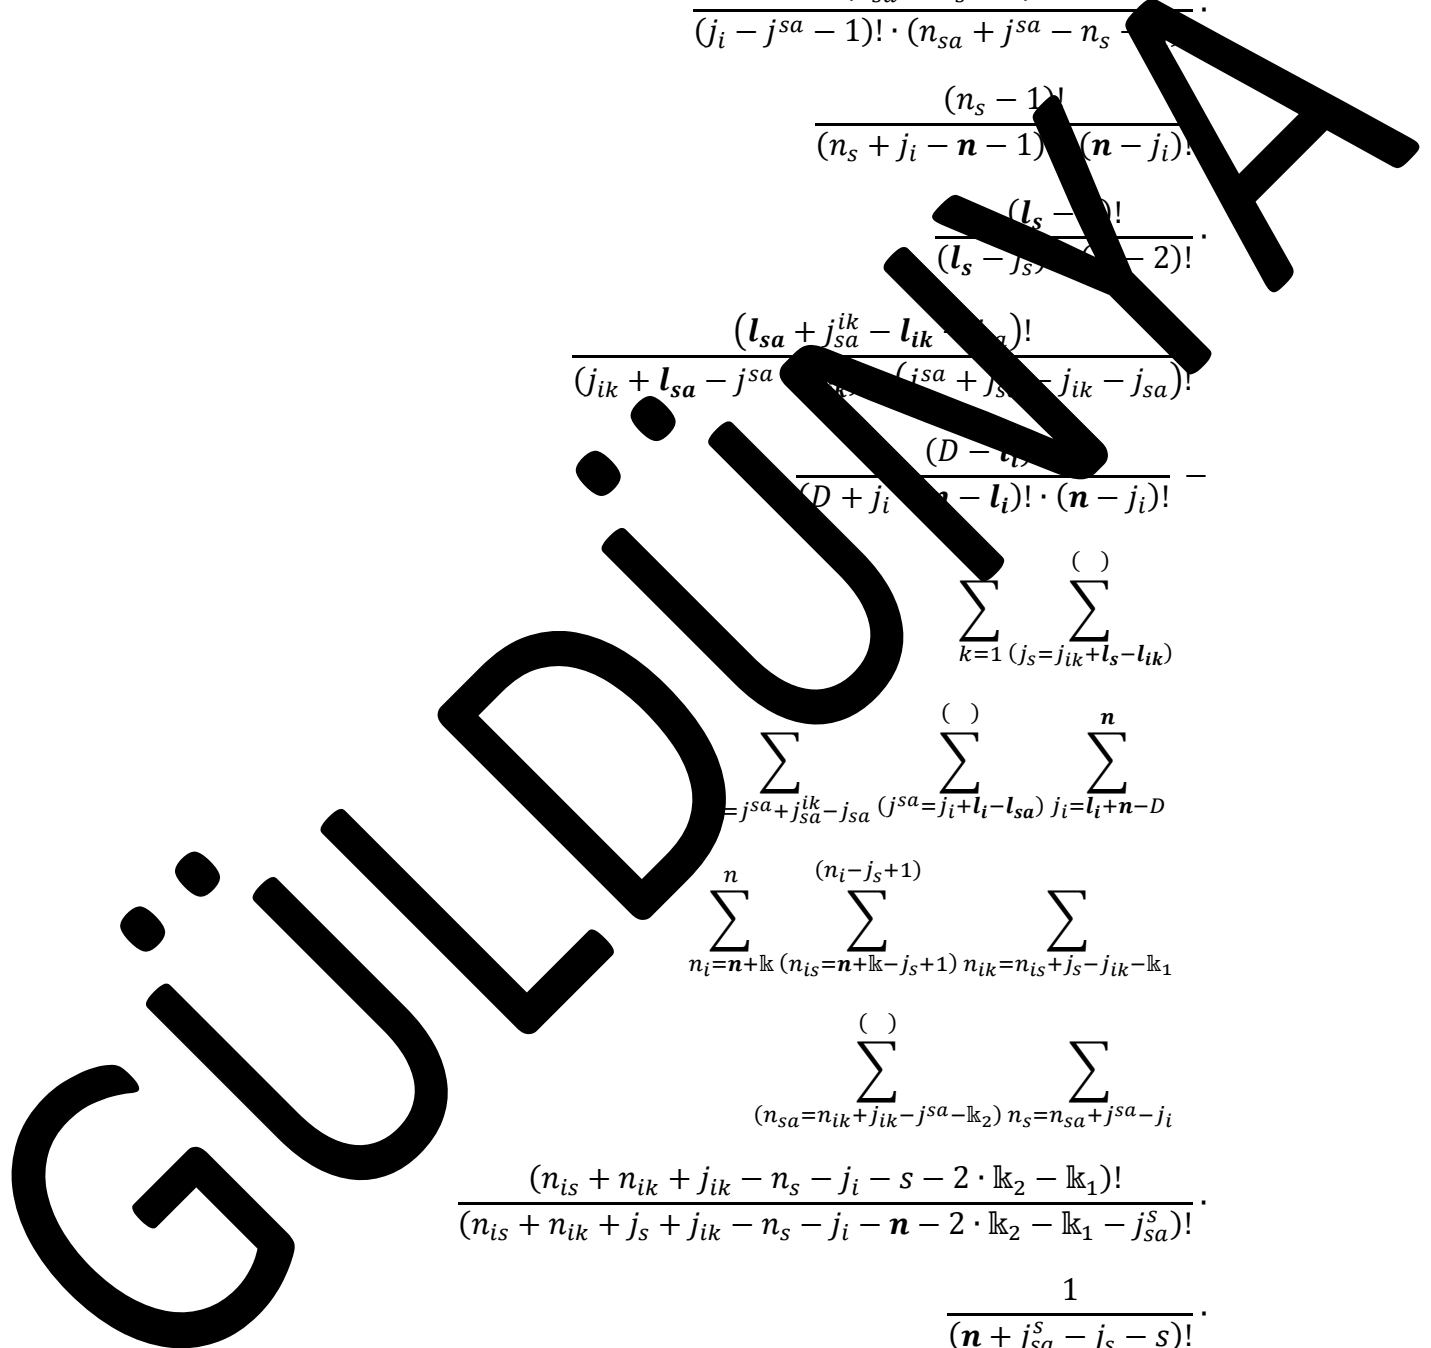 (j_i − j^{sa} − 1)! · (n_{sa} + j^{sa} − n_s
(n_s − 1)!
(n_s + j_i − n − 1) (n − j_i)!
(l_s − )!
(l_s − j_s) − 2)! ·
(l_{sa} + j_{sa}^{ik} − l_{ik} )!
(j_{ik} + l_{sa} − j^{sa} (j^{sa} + − j_{ik} − j_{sa})!
(D − l_i)
(D + j_i − l_i)! · (n − j_i)! −
( )
∑ ∑
k=1 (j_s=j_{ik}+l_s−l_{ik})
( ) n
∑ ∑ ∑
=j^{sa}+j_{sa}^{ik}−j_{sa} (j^{sa}=j_i+l_i−l_{sa}) j_i=l_i+n−D
n (n_i−j_s+1)
∑ ∑ ∑
n_i=n+𝕜 (n_{is}=n+𝕜−j_s+1) n_{ik}=n_{is}+j_s−j_{ik}−𝕜_1
( )
∑ ∑
(n_{sa}=n_{ik}+j_{ik}−j^{sa}−𝕜_2) n_s=n_{sa}+j^{sa}−j_i
(n_{is} + n_{ik} + j_{ik} − n_s − j_i − s − 2 · 𝕜_2 − 𝕜_1)!
(n_{is} + n_{ik} + j_s + j_{ik} − n_s − j_i − n − 2 · 𝕜_2 − 𝕜_1 − j_{sa}^s)! ·
1
(n + j_{sa}^s − j_s − s)! ·
GÜLDÜNYA